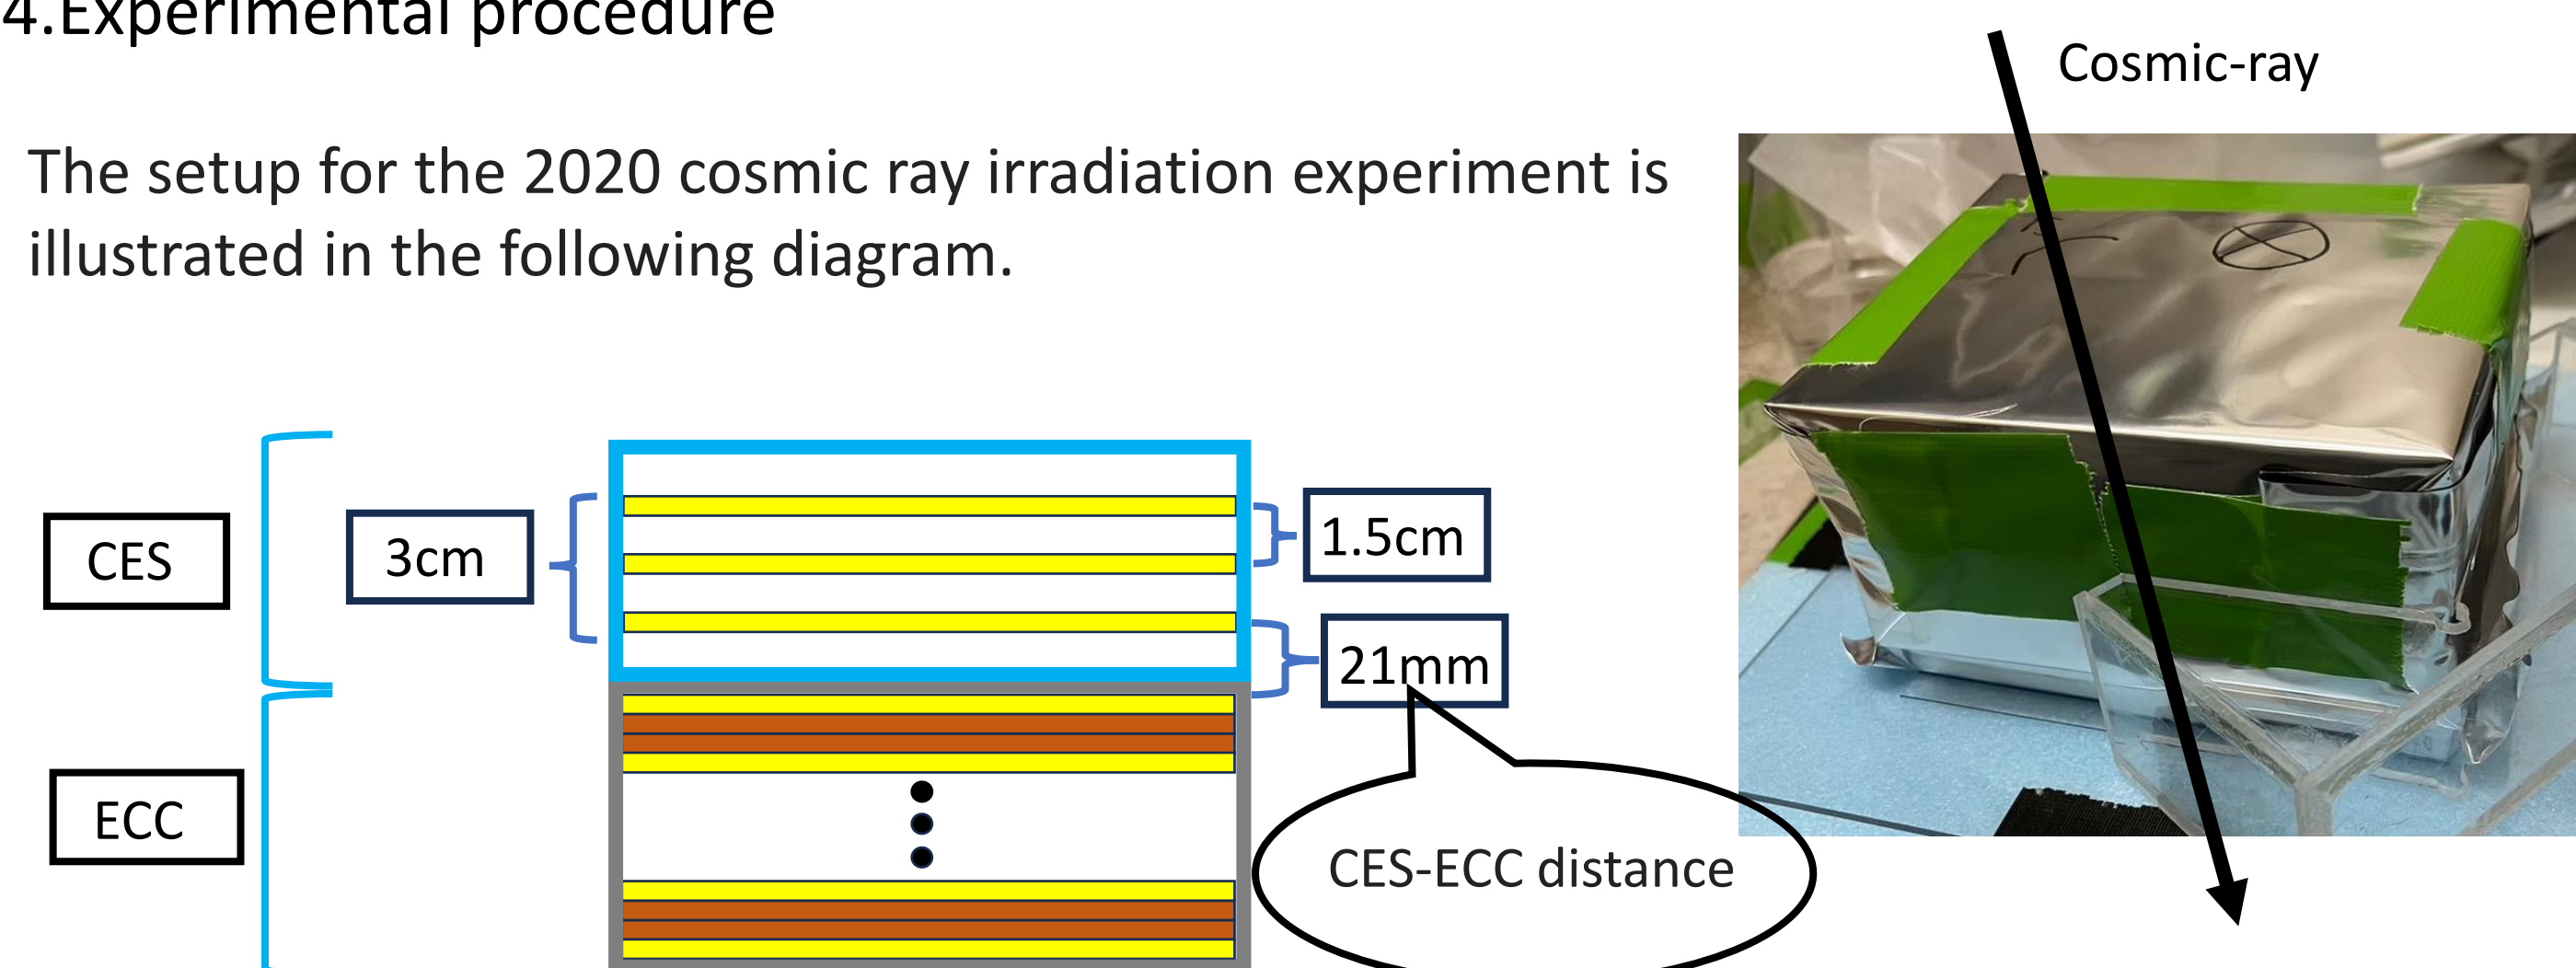 4.Experimental procedure
Cosmic-ray
The setup for the 2020 cosmic ray irradiation experiment is
illustrated in the following diagram.
CES
3cm
1.5cm
21mm
ECC
CES-ECC distance